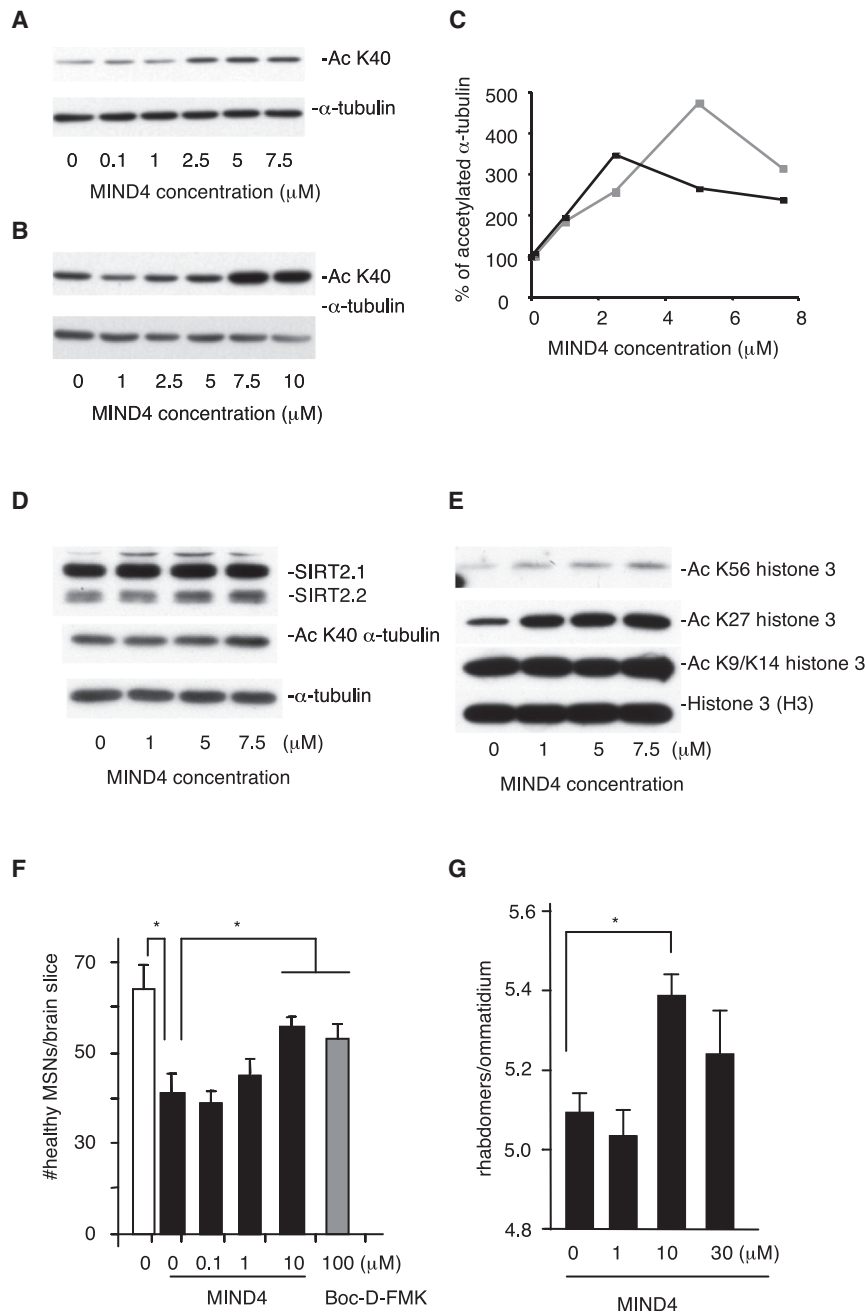 A
-Ac K40
-α-tubulin
0 0.1 1 2.5 5 7.5
MIND4 concentration (μM)
B
-Ac K40
-α-tubulin
0 1 2.5 5 7.5 10
MIND4 concentration (μM)
C
% of accetylated α-tubulin
500
400
300
200
100
0
0 2 4 6 8
MIND4 concentration (μM)
D
-SIRT2.1
-SIRT2.2
-Ac K40 α-tubulin
-α-tubulin
0 1 5 7.5 (μM)
MIND4 concentration
E
-Ac K56 histone 3
-Ac K27 histone 3
-Ac K9/K14 histone 3
-Histone 3 (H3)
0 1 5 7.5 (μM)
MIND4 concentration
F
#healthy MSNs/brain slice
70
50
30
0
* *
0 0 0.1 1 10 100 (μM)
MIND4 Boc-D-FMK
G
rhabdomers/ommatidium
5.6
5.4
5.2
5.0
4.8
*
0 1 10 30 (μM)
MIND4